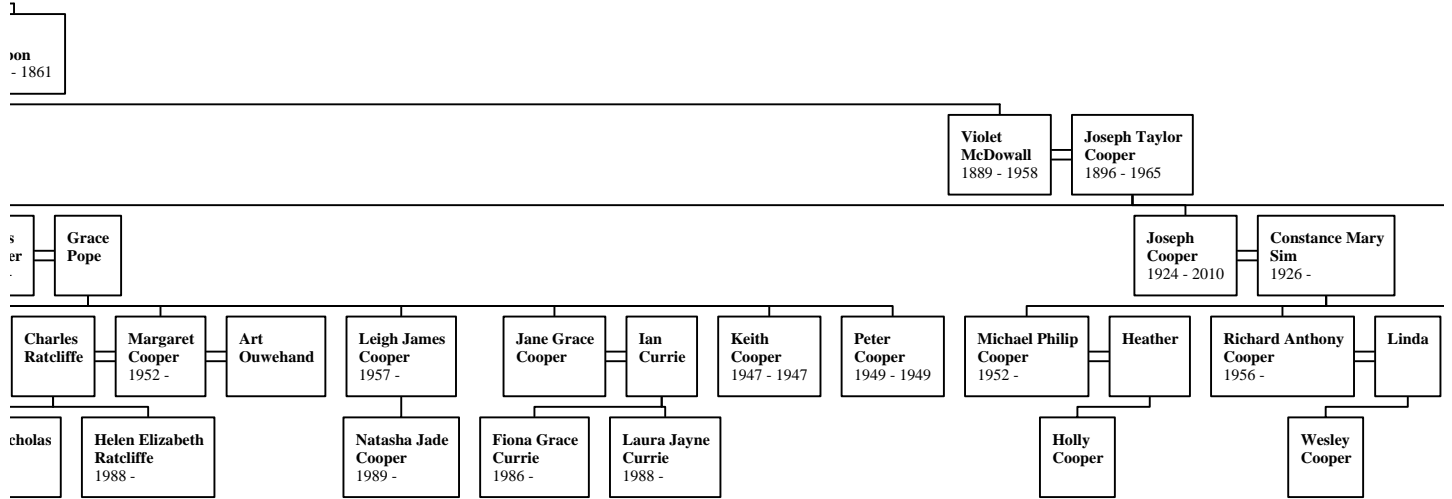 - 1861
Violet
McDowall
1889 - 1958
Joseph Taylor
Cooper
1896 - 1965
Grace
Pope
Joseph
Cooper
1924 - 2010
Constance Mary
Sim
1926 -
Charles
Ratcliffe
Margaret
Cooper
1952 -
Art
Ouwehand
Leigh James
Cooper
1957 -
Jane Grace
Cooper
Ian
Currie
Keith
Cooper
1947 - 1947
Peter
Cooper
1949 - 1949
Michael Philip
Cooper
1952 -
Heather
Richard Anthony
Cooper
1956 -
Linda
Helen Elizabeth
Ratcliffe
1988 -
Natasha Jade
Cooper
1989 -
Fiona Grace
Currie
1986 -
Laura Jayne
Currie
1988 -
Holly
Cooper
Wesley
Cooper